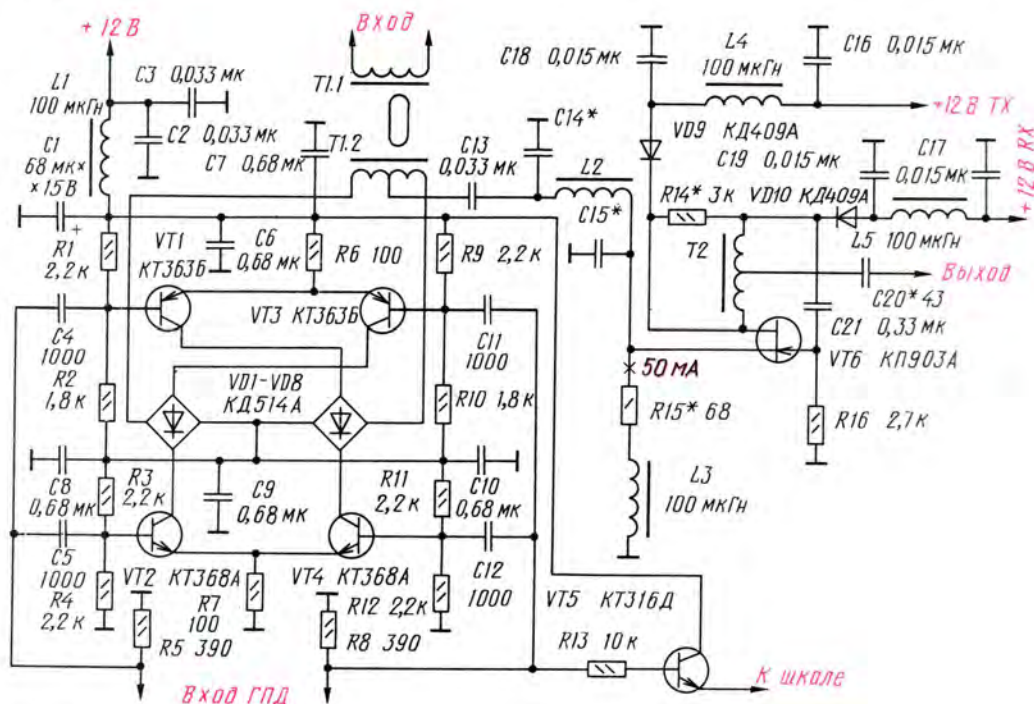 +12 В
Вход
L1
100 мкГн
C3 0,033 мк
C2 0,033 мк
C1
68 мк×
×15 В
C7 0,68 мк
T1.1
T1.2
C13
0,033 мк
C14*
C18 0,015 мк
L4
100 мкГн
C16 0,015 мк
+12 В TX
VD9 КД409А
C19 0,015 мк
C17
0,015 мк
+12 В RX
L2
C15*
R14* 3 к
VD10 КД409А
L5 100 мкГн
T2
Выход
C20* 43
C21 0,33 мк
VT6 КП903А
R1
2,2 к
VT1
КТ363Б
C6
0,68 мк
R6 100
R9 2,2 к
VT3 КТ363Б
C4
1000
C11
1000
R2
1,8 к
VD1-VD8
КД514А
R10 1,8 к
50 мА
R15* 68
R16 2,7 к
C8
0,68 мк
R3
2,2 к
C9
0,68 мк
R11
2,2 к
C10
0,68 мк
L3
100 мкГн
C5
1000
VT2 КТ368А
VT4 КТ368А
C12
1000
R4
2,2 к
R7
100
R12 2,2 к
R5 390
R8 390
VT5 КТ316Д
R13 10 к
Вход ГПД
К шкале